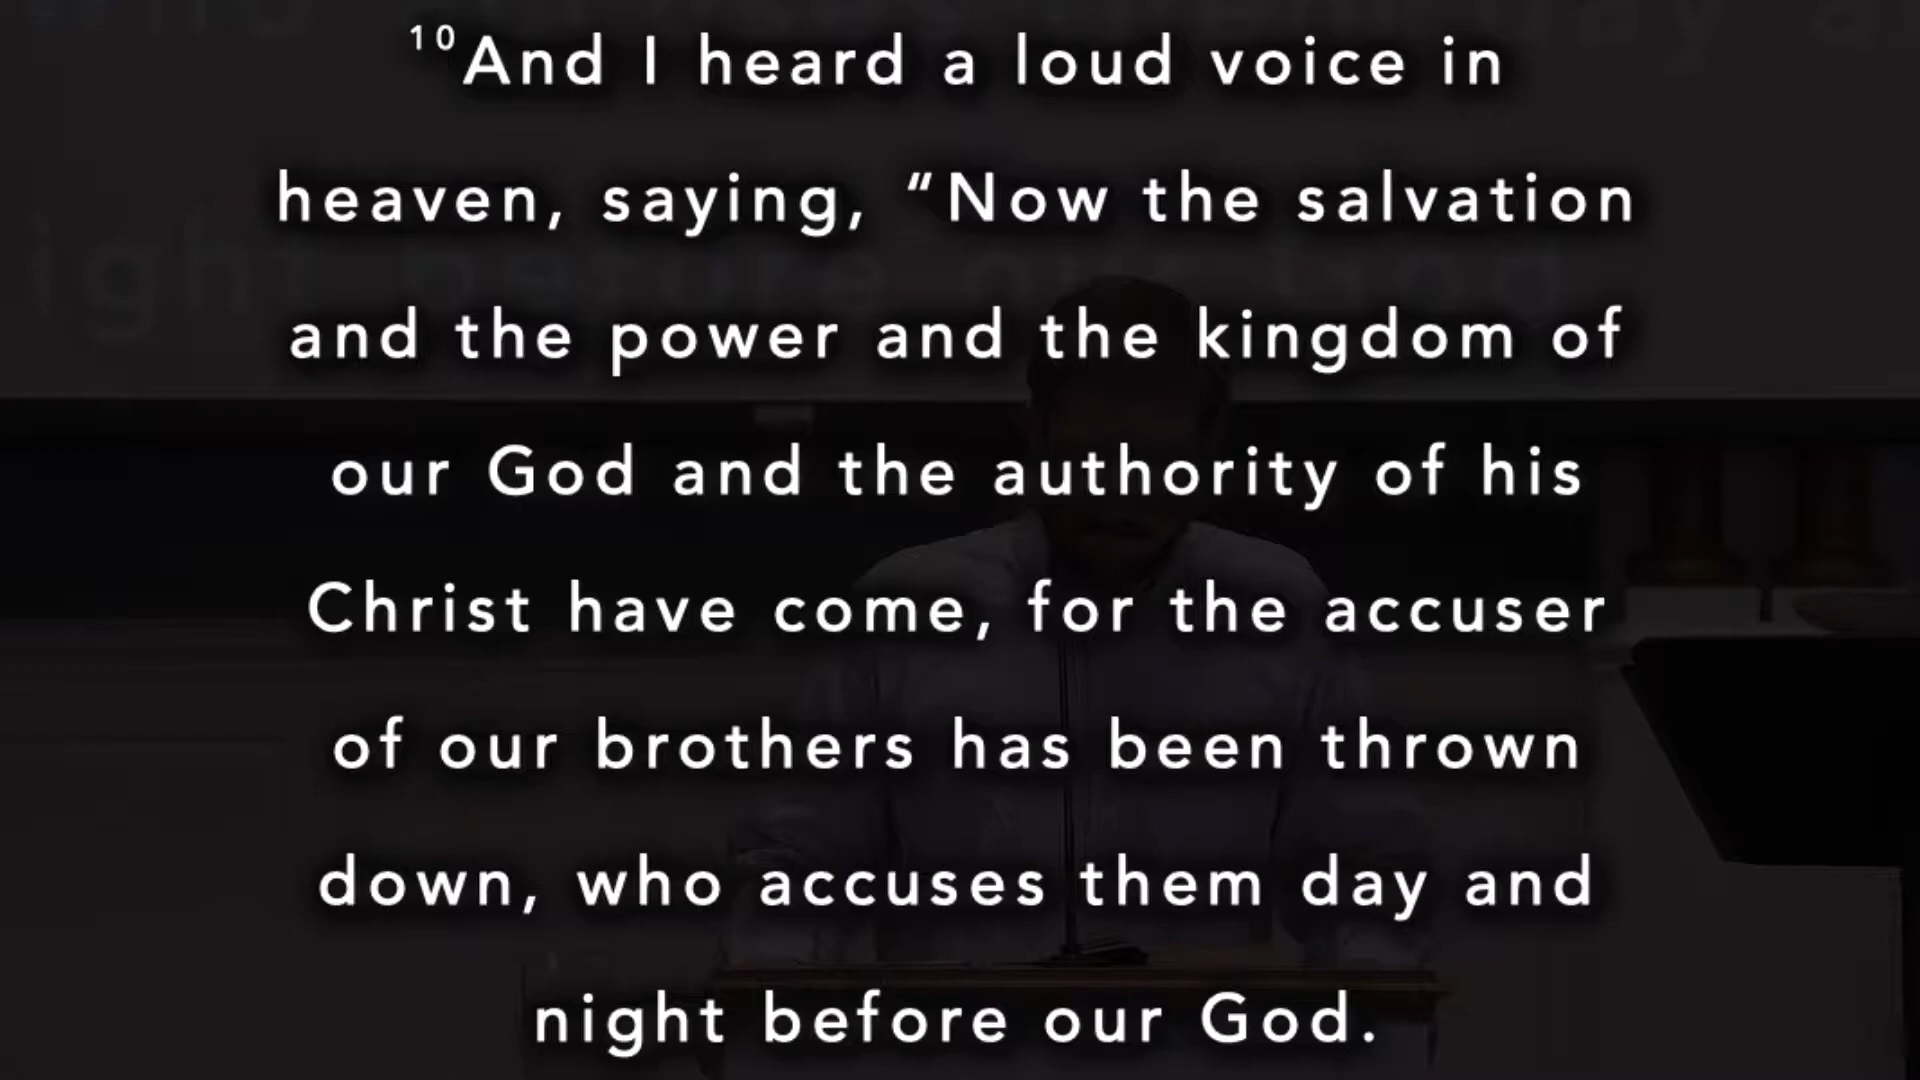 10And I heard a loud voice in
heaven, saying, “Now the salvation
and the power and the kingdom of
our God and the authority of his
Christ have come, for the accuser
of our brothers has been thrown
down, who accuses them day and
night before our God.